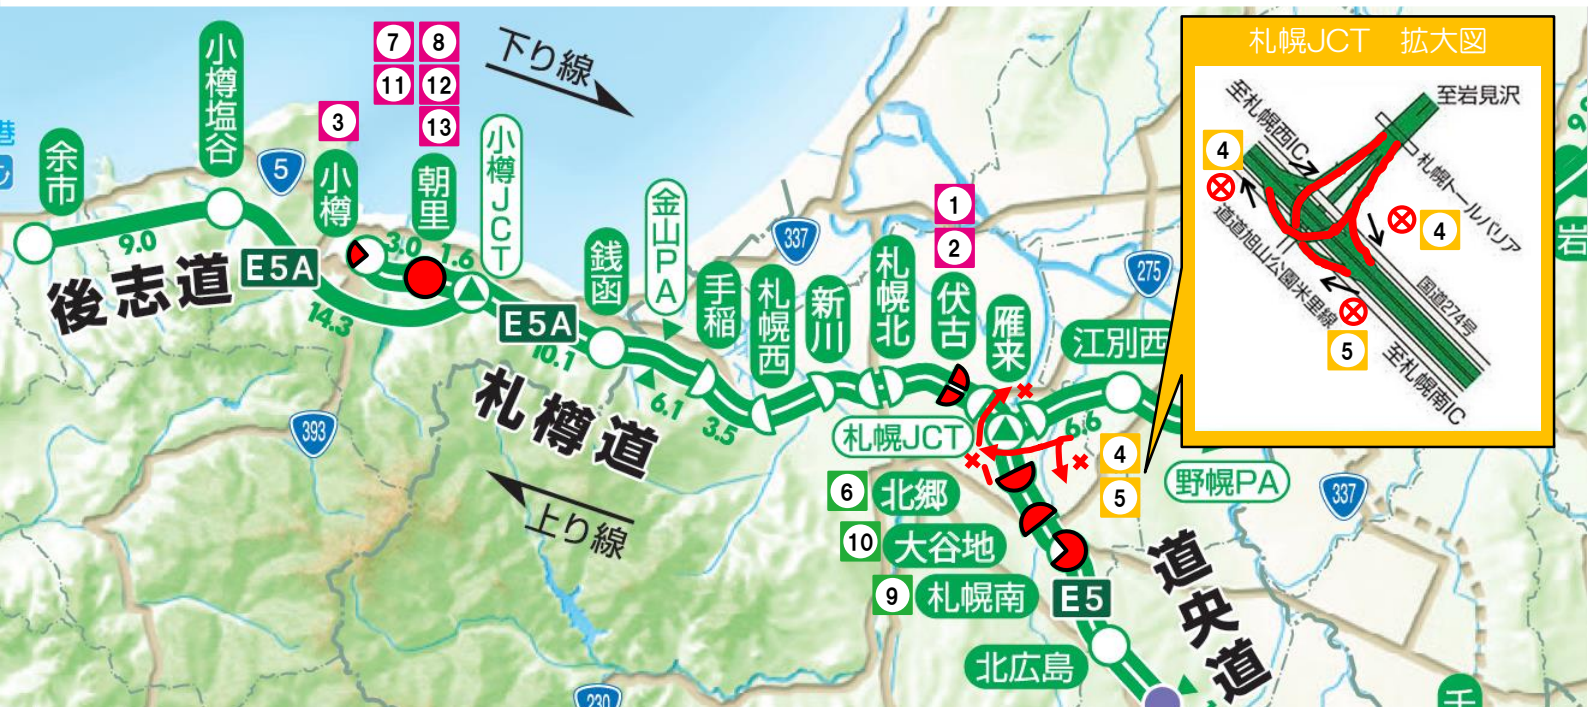 余市
小樽塩谷
5
小樽
3
7
8
11
12
13
朝里
小樽JCT
下り線
9.0
後志道
E5A
14.3
3.0
1.6
E5A
10.1
銭函
金山PA
手稲
札幌西
新川
札幌北
337
1
2
伏古
雁来
275
江別西
札樽道
6.1
3.5
393
上り線
札幌JCT
6.6
4
5
野幌PA
337
6
北郷
10
大谷地
9
札幌南
E5
道央道
北広島
230
千
岩
港
札幌JCT 拡大図
至岩見沢
至札幌西IC
4
札幌トールバリア
4
道道旭山公園米里線
国道274号
5
至札幌南IC